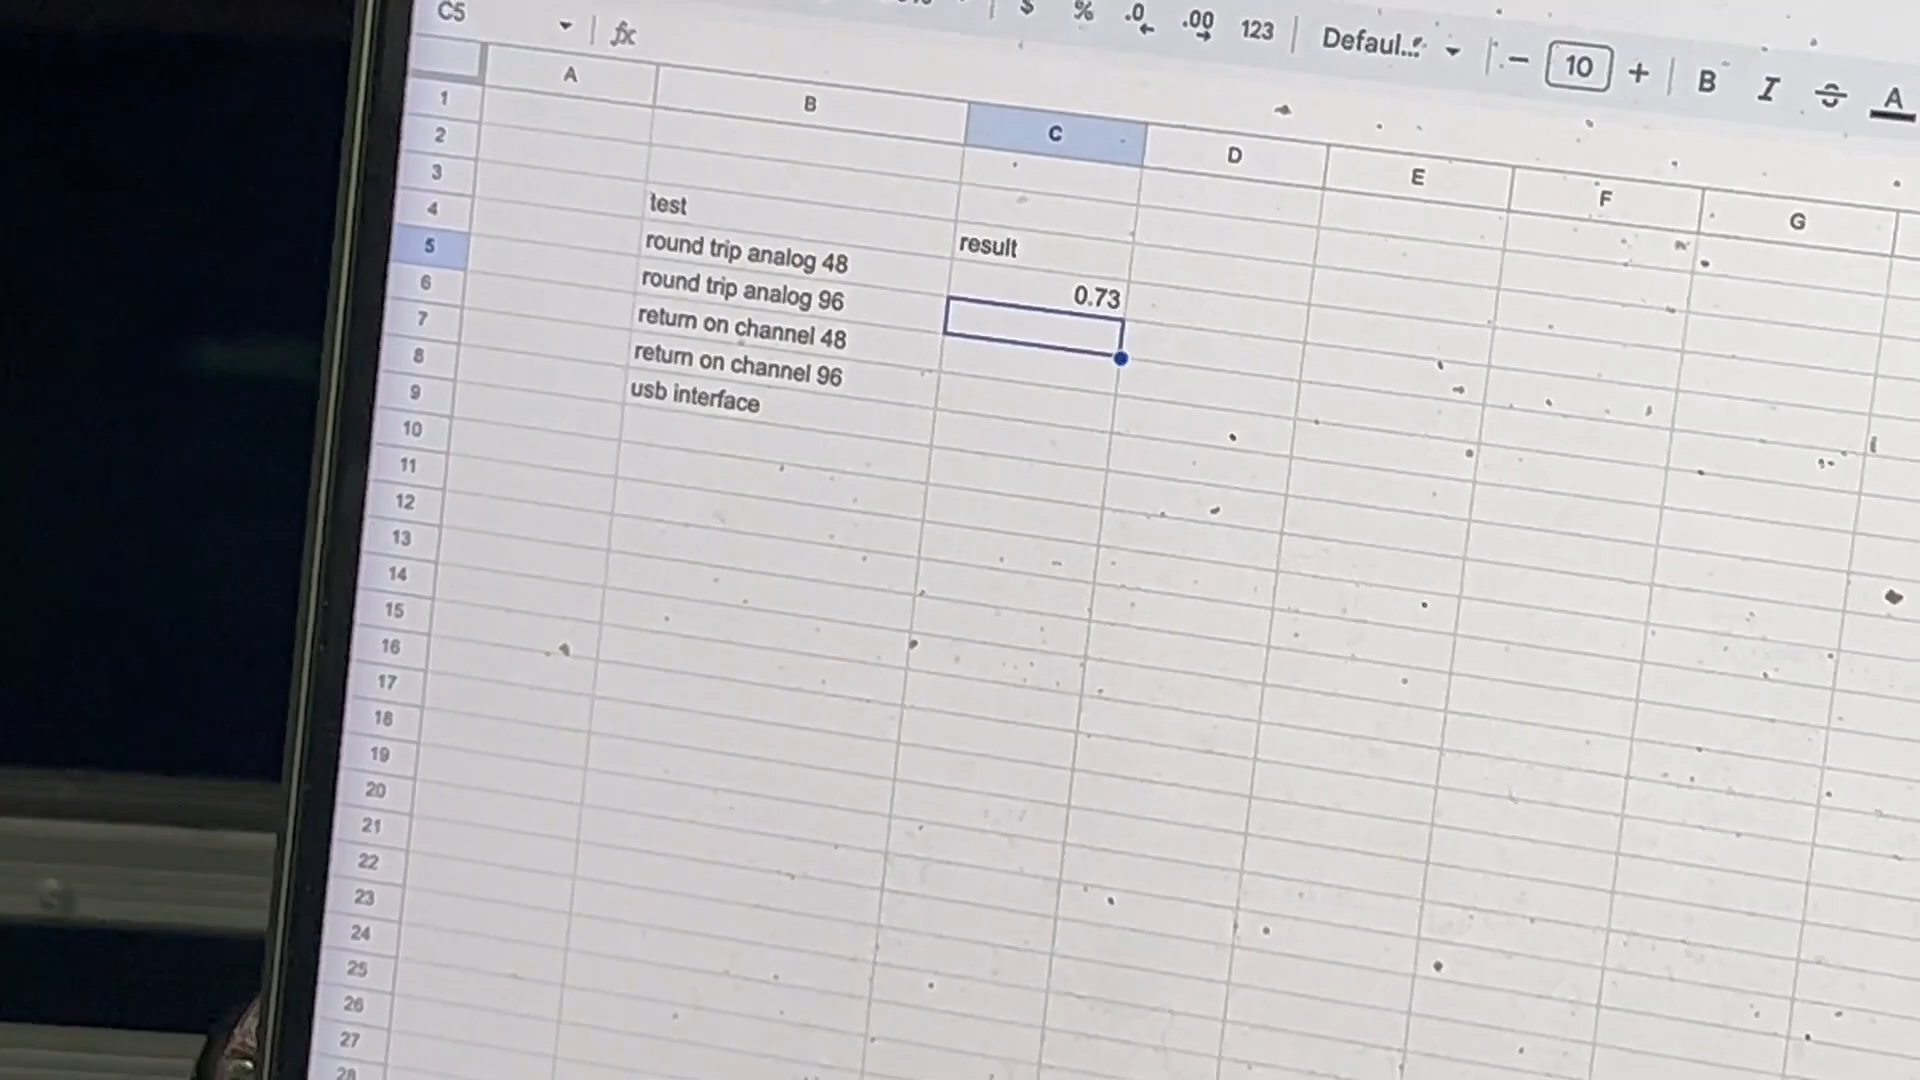 C5
$ % .0 .00 123 Defaul... - 10 + B I S A
fx
A B C D E F G
1
2
3 test result
4 round trip analog 48 0.73
5 round trip analog 96
6 return on channel 48
7 return on channel 96
8 usb interface
9
10
11
12
13
14
15
16
17
18
19
20
21
22
23
24
25
26
27
28